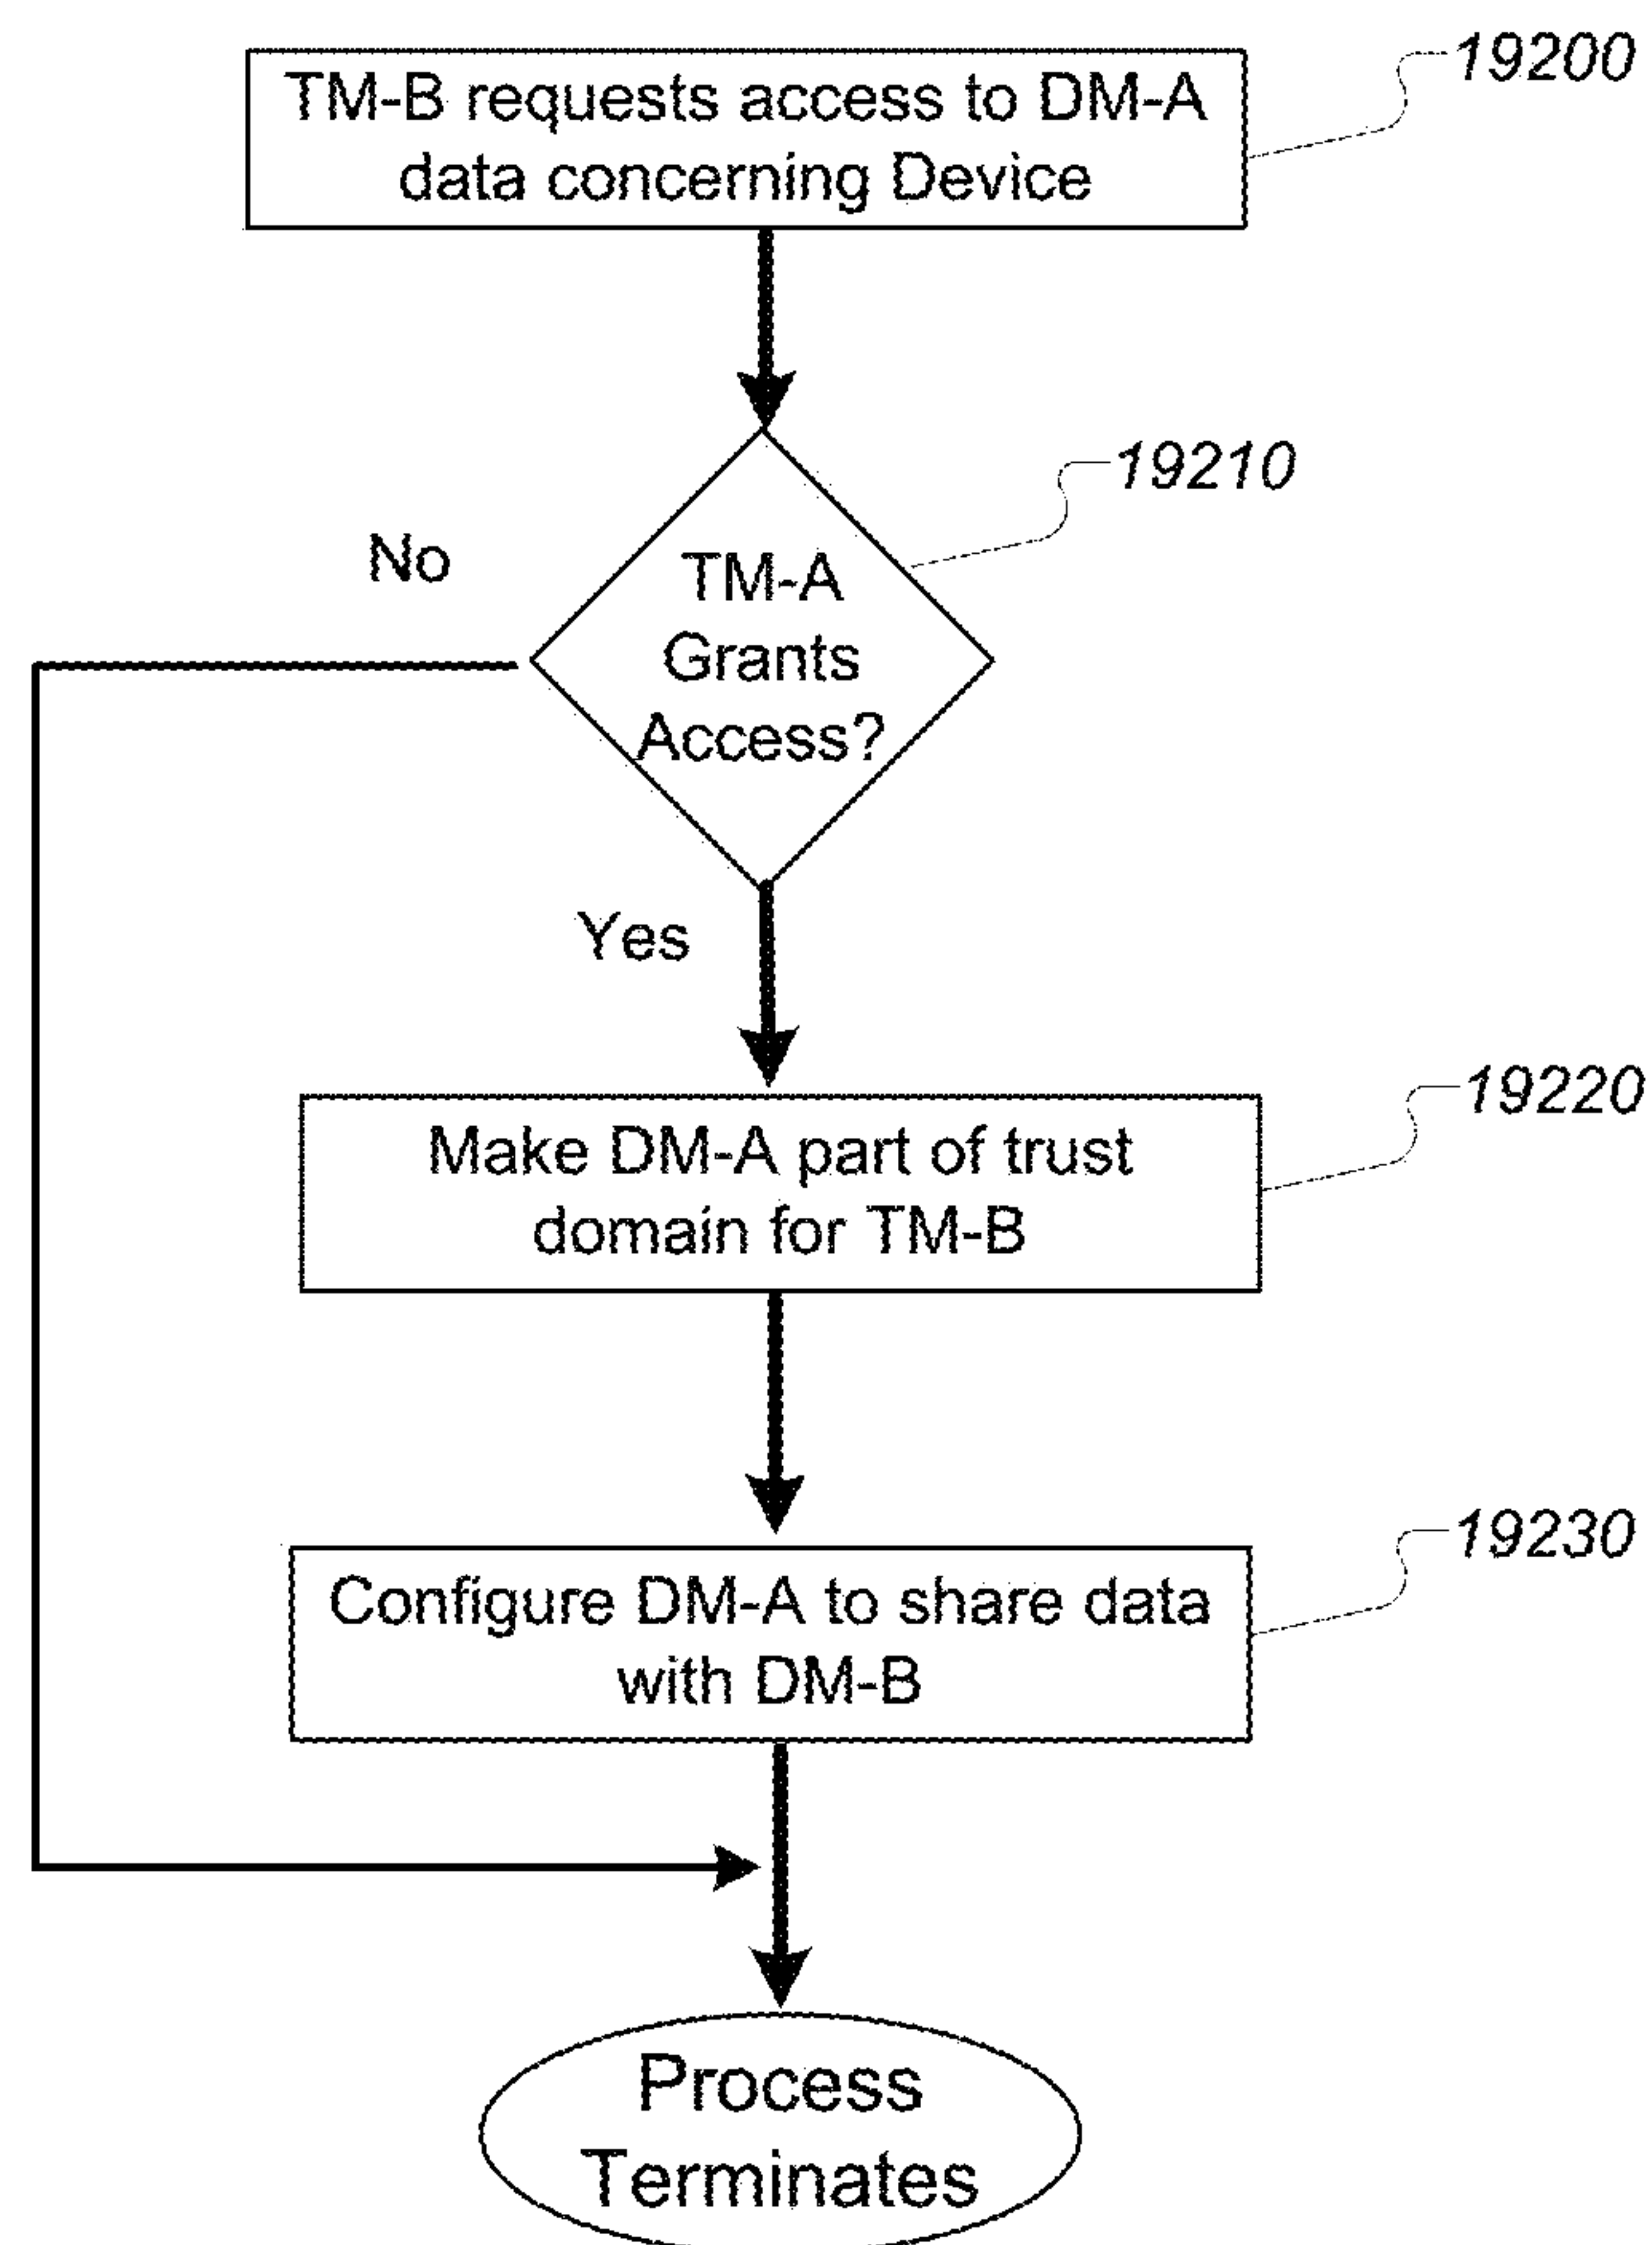 19200
TM-B requests access to DM-A
data concerning Device
19210
No
TM-A
Grants
Access?
Yes
19220
Make DM-A part of trust
domain for TM-B
19230
Configure DM-A to share data
with DM-B
Process
Terminates